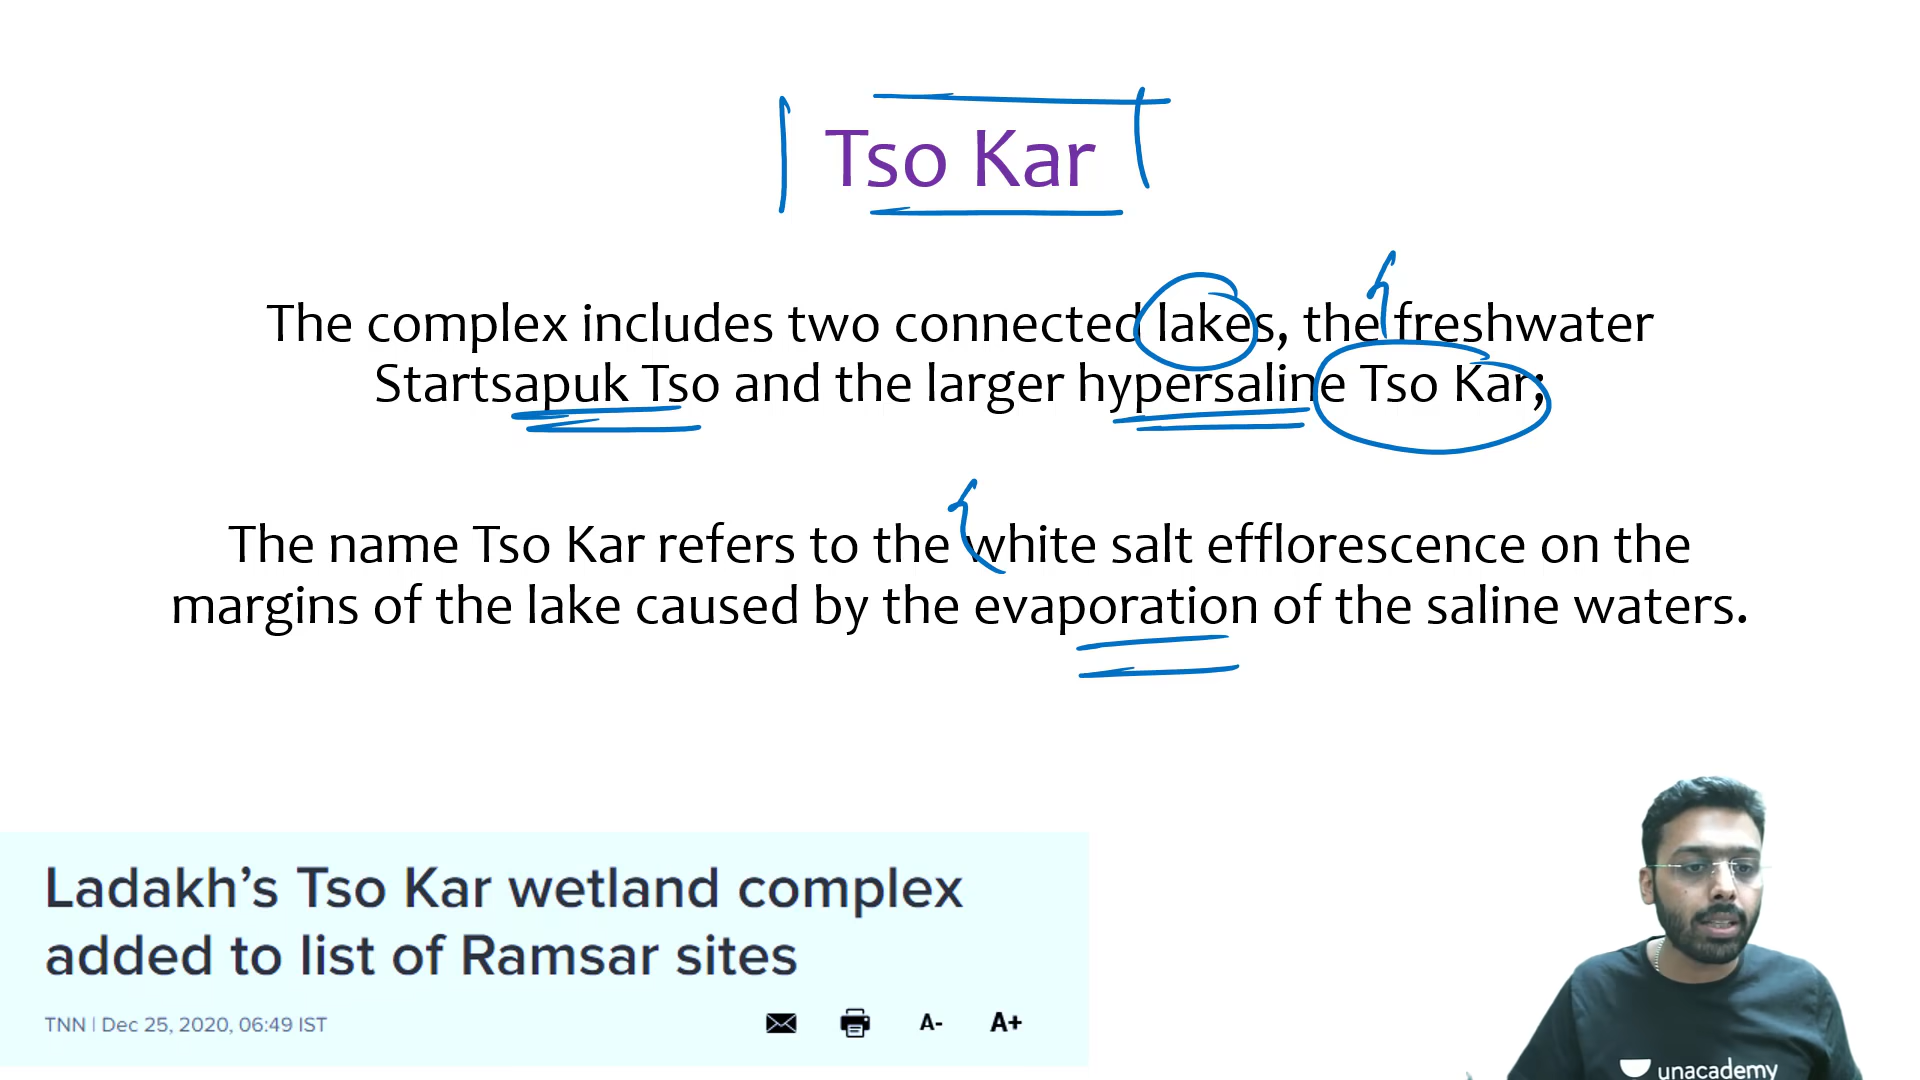 Tso Kar
The complex includes two connected lakes, the freshwater
Startsapuk Tso and the larger hypersaline Tso Kar;
The name Tso Kar refers to the white salt efflorescence on the
margins of the lake caused by the evaporation of the saline waters.
Ladakh’s Tso Kar wetland complex
added to list of Ramsar sites
TNN | Dec 25, 2020, 06:49 IST
A- A+
unacademy